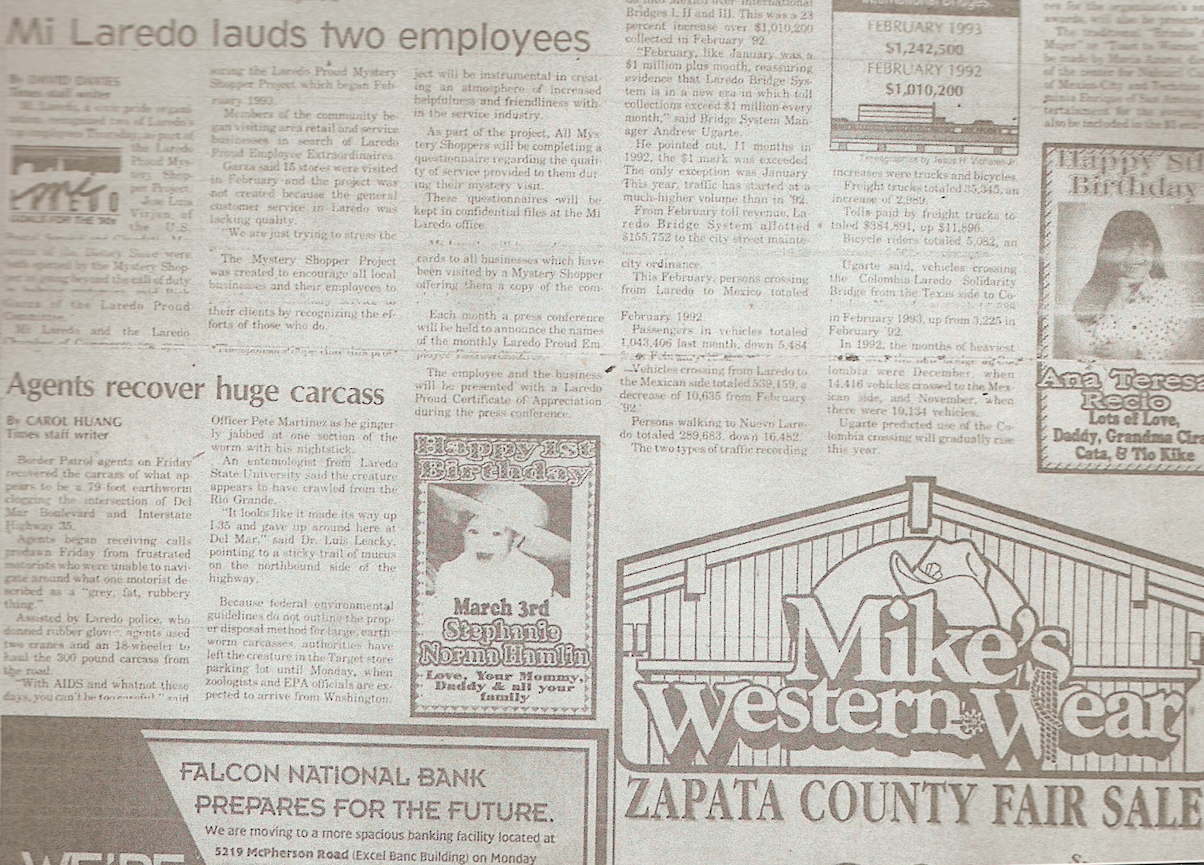 Mi Laredo lauds two employees
soring the Laredo Proud Mystery
Shopper Project which began Feb-
ruary 1993.
Members of the community be-
gan visiting area retail and service
businesses in search of Laredo
Proud Employee Extraordinaires.
Garza said 15 stores were visited
in February and the project was
not created because the general
customer service in Laredo was
lacking quality.
"We are just trying to stress the
The Mystery Shopper Project
was created to encourage all local
businesses and their employees to
their clients by recognizing the ef-
forts of those who do.
the Laredo
Proud Mys-
tery Shop-
per Project.
Jose Luis
of the U.S.
Mi Laredo and the Laredo
ject will be instrumental in creat-
ing an atmosphere of increased
helpfulness and friendliness with-
in the service industry.
As part of the project, All Mys-
tery Shoppers will be completing a
questionnaire regarding the quali-
ty of service provided to them dur-
ing their mystery visit.
These questionnaires will be
kept in confidential files at the Mi
Laredo office.
cards to all businesses which have
been visited by a Mystery Shopper
offering them a copy of the com-
Each month a press conference
will be held to announce the names
of the monthly Laredo Proud Em
The employee and the business
will be presented with a Laredo
Proud Certificate of Appreciation
during the press conference.
Bridges I, II and III. This was a 23
percent increase over $1,010,200
collected in February '92.
"February, like January was a
$1 million plus month, reassuring
evidence that Laredo Bridge Sys-
tem is in a new era in which toll
collections exceed $1 million every
month," said Bridge System Man-
ager Andrew Ugarte.
He pointed out, 11 months in
1992, the $1 mark was exceeded.
The only exception was January.
This year, traffic has started at a
much-higher volume than in '92.
From February toll revenue, La-
redo Bridge System allotted
$155,752 to the city street mainte-
city ordinance.
This February, persons crossing
from Laredo to Mexico totaled
February 1992.
Passengers in vehicles totaled
1,043,406 last month, down 5,484
Vehicles crossing from Laredo to
the Mexican side totaled 539,459, a
decrease of 10,635 from February
'92.
Persons walking to Nuevo Lare-
do totaled 289,683, down 16,482.
The two types of traffic recording
FEBRUARY 1993
$1,242,500
FEBRUARY 1992
$1,010,200
increases were trucks and bicycles.
Freight trucks totaled 35,345, an
increase of 2,989.
Tolls paid by freight trucks to-
taled $384,891, up $11,896.
Bicycle riders totaled 5,082, an
Ugarte said, vehicles crossing
the Colombia-Laredo Solidarity
Bridge from the Texas side to Co-
in February 1993, up from 3,225 in
February '92.
In 1992, the months of heaviest
lombia were December, when
14,416 vehicles crossed to the Mex-
ican side, and November, when
there were 10,134 vehicles.
Ugarte predicted use of the Co-
lombia crossing will gradually rise
this year.
Happy
Birthday
Ana Teres
Recio
Lots of Love,
Daddy, Grandma
Cata, & Tio Kike
Agents recover huge carcass
By CAROL HUANG
Times staff writer
Border Patrol agents on Friday
recovered the carcass of what ap-
pears to be a 79 foot earthworm
clogging the intersection of Del
Mar Boulevard and Interstate
Highway 35.
Agents began receiving calls
predawn Friday from frustrated
motorists who were unable to navi-
gate around what one motorist de-
scribed as a "grey, fat, rubbery
thing."
Assisted by Laredo police, who
donned rubber gloves, agents used
two cranes and an 18-wheeler to
haul the 300 pound carcass from
the road.
"With AIDS and whatnot these
days, you can't be too careful," said
Officer Pete Martinez as he ginger-
ly jabbed at one section of the
worm with his nightstick.
An entemologist from Laredo
State University said the creature
appears to have crawled from the
Rio Grande.
"It looks like it made its way up
I-35 and gave up around here at
Del Mar," said Dr. Luis Leacky,
pointing to a sticky trail of mucus
on the northbound side of the
highway.
Because federal environmental
guidelines do not outline the prop-
er disposal method for large, earth-
worm carcasses, authorities have
left the creature in the Target store
parking lot until Monday, when
zoologists and EPA officials are ex-
pected to arrive from Washington.
Happy 1st
Birthday
March 3rd
Stephanie
Norma Hamlin
Love, Your Mommy,
Daddy & all your
family
Mike's
Western Wear
ZAPATA COUNTY FAIR SALE
FALCON NATIONAL BANK
PREPARES FOR THE FUTURE.
We are moving to a more spacious banking facility located at
5219 McPherson Road (Excel Banc Building) on Monday
WE'RE